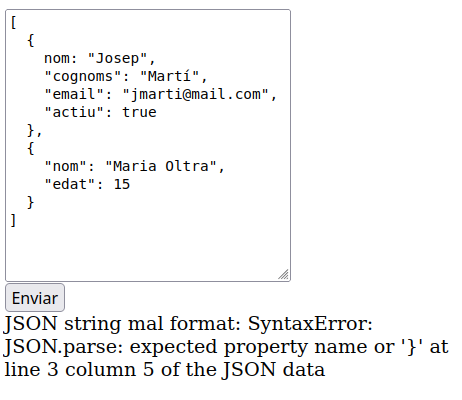 [
  {
    nom: "Josep",
    "cognoms": "Martí",
    "email": "jmarti@mail.com",
    "actiu": true
  },
  {
    "nom": "Maria Oltra",
    "edat": 15
  }
]
Enviar
JSON string mal format: SyntaxError:
JSON.parse: expected property name or '}' at
line 3 column 5 of the JSON data